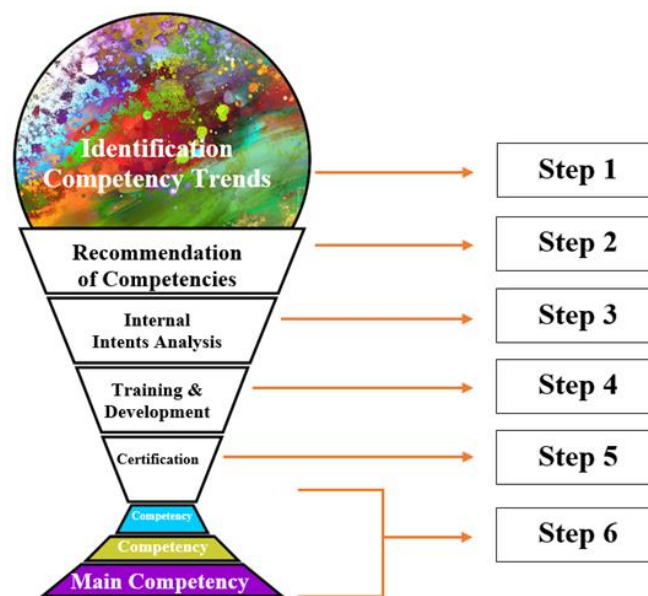 Identification
Competency Trends
Step 1
Recommendation
of Competencies
Step 2
Internal
Intents Analysis
Step 3
Training &
Development
Step 4
Certification
Step 5
Competency
Competency
Main Competency
Step 6